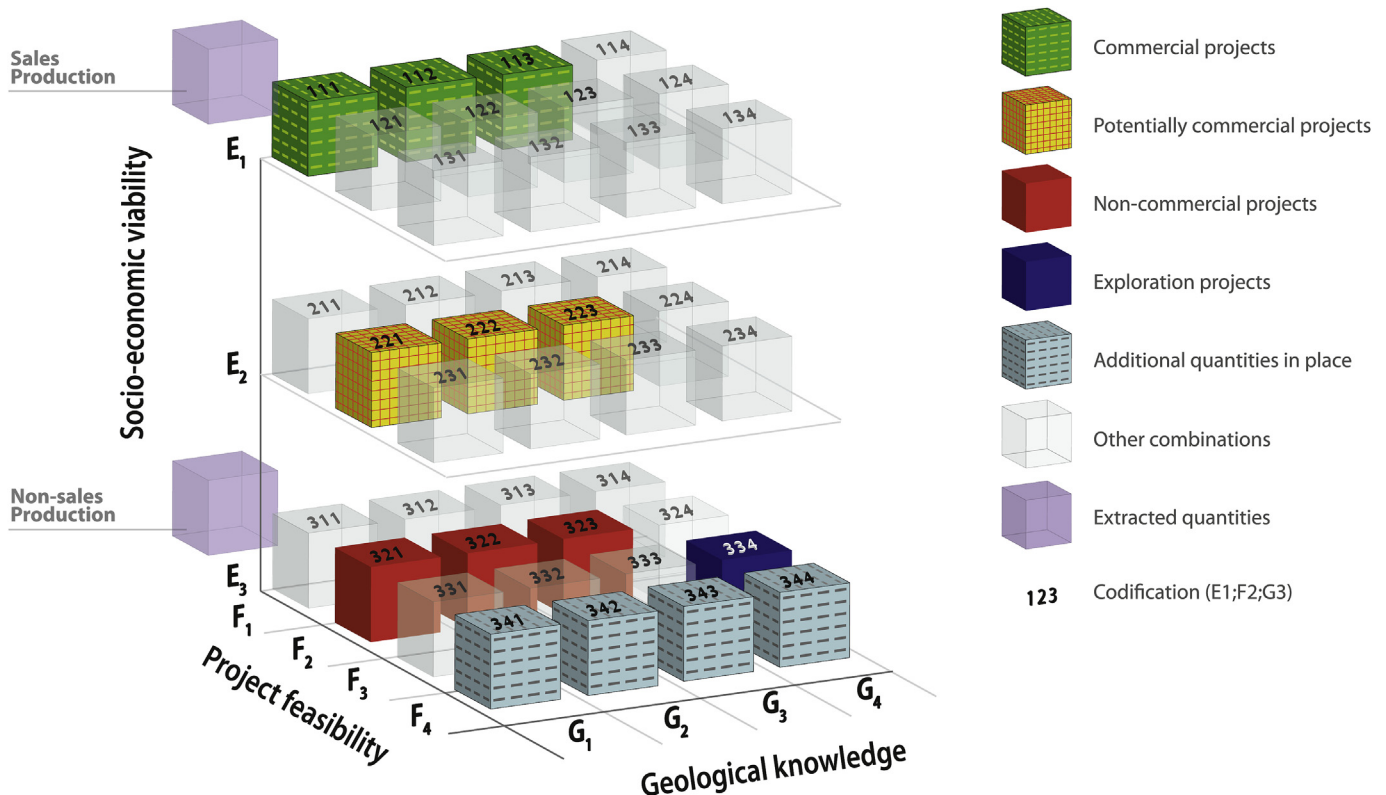 Sales
Production
Socio-economic viability
E1
111
112
113
114
121
122
123
124
131
132
133
134
E2
211
212
213
214
221
222
223
224
231
232
233
234
Non-sales
Production
E3
311
312
313
314
321
322
323
324
331
332
333
334
341
342
343
344
F1
F2
F3
F4
Project feasibility
G1
G2
G3
G4
Geological knowledge
Commercial projects
Potentially commercial projects
Non-commercial projects
Exploration projects
Additional quantities in place
Other combinations
Extracted quantities
123 Codification (E1;F2;G3)